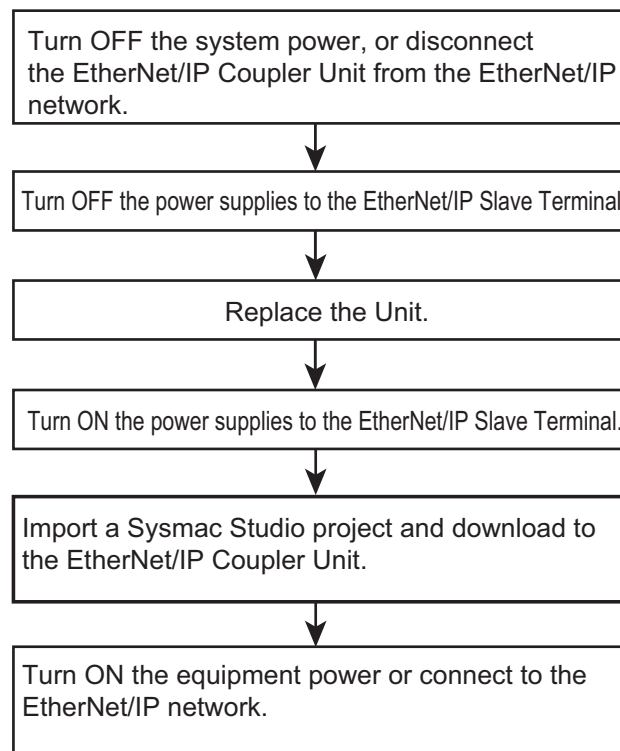 Turn OFF the system power, or disconnect
the EtherNet/IP Coupler Unit from the EtherNet/IP
network.
Turn OFF the power supplies to the EtherNet/IP Slave Terminal
Replace the Unit.
Turn ON the power supplies to the EtherNet/IP Slave Terminal.
Import a Sysmac Studio project and download to
the EtherNet/IP Coupler Unit.
Turn ON the equipment power or connect to the
EtherNet/IP network.